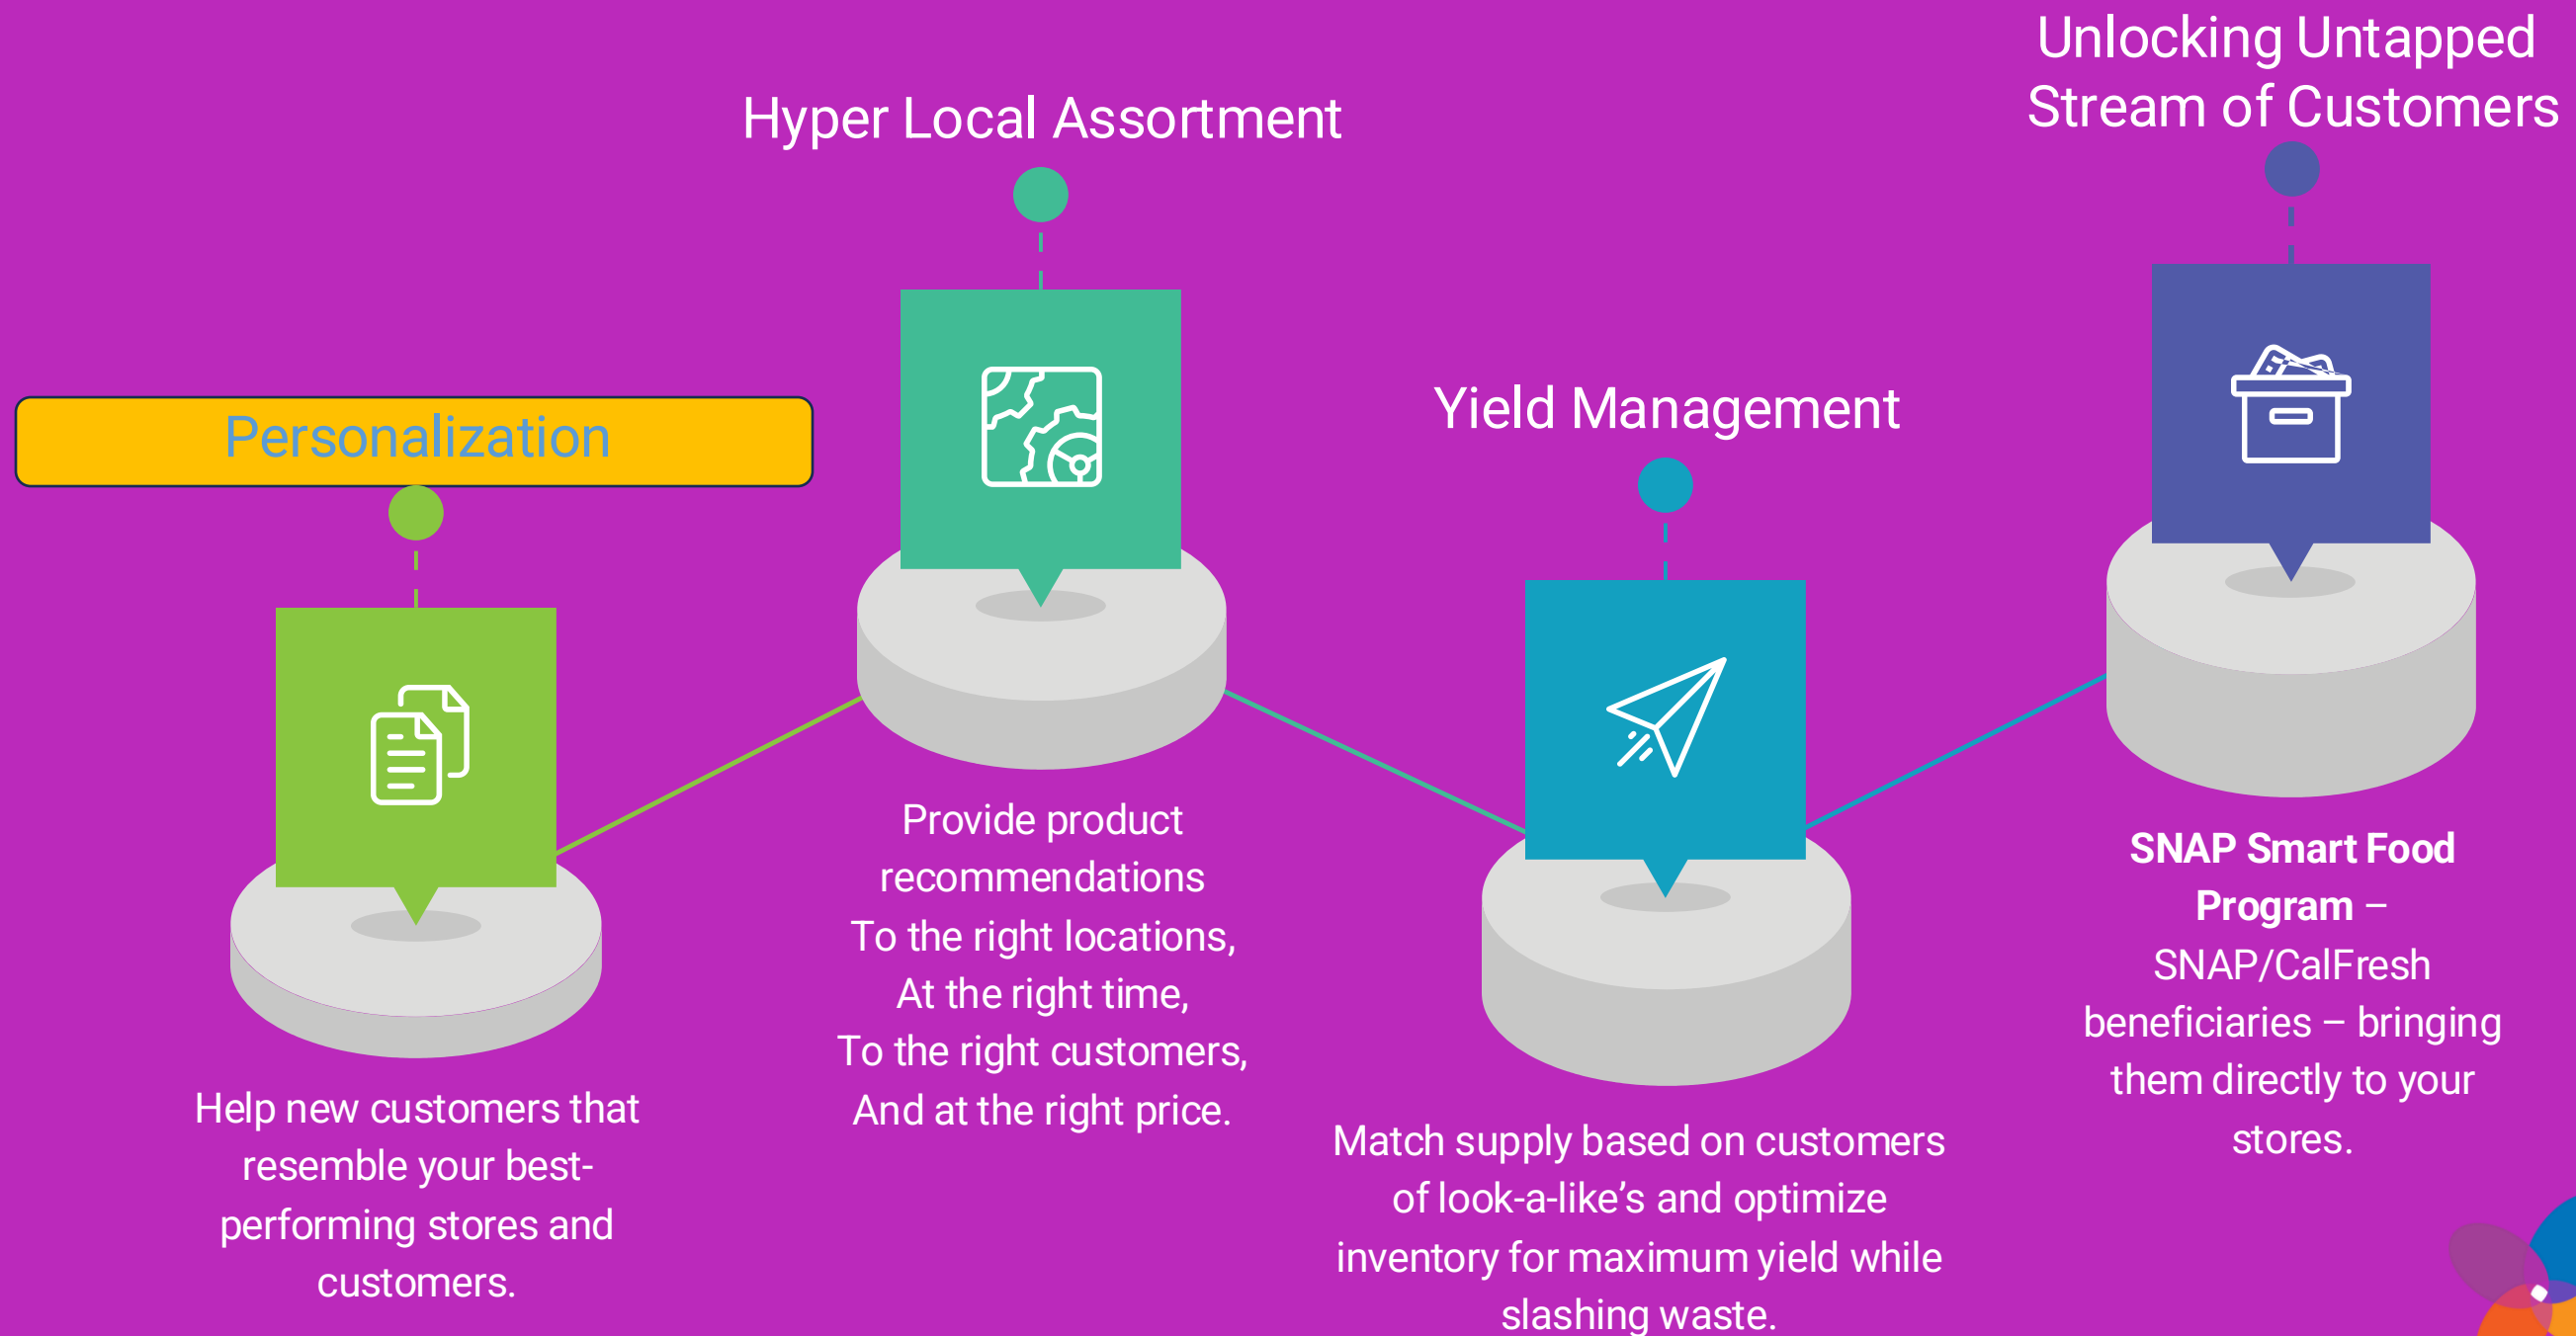 Personalization
Help new customers that
resemble your best-
performing stores and
customers.
Hyper Local Assortment
Provide product
recommendations
To the right locations,
At the right time,
To the right customers,
And at the right price.
Yield Management
Match supply based on customers
of look-a-like’s and optimize
inventory for maximum yield while
slashing waste.
Unlocking Untapped
Stream of Customers
SNAP Smart Food
Program –
SNAP/CalFresh
beneficiaries – bringing
them directly to your
stores.